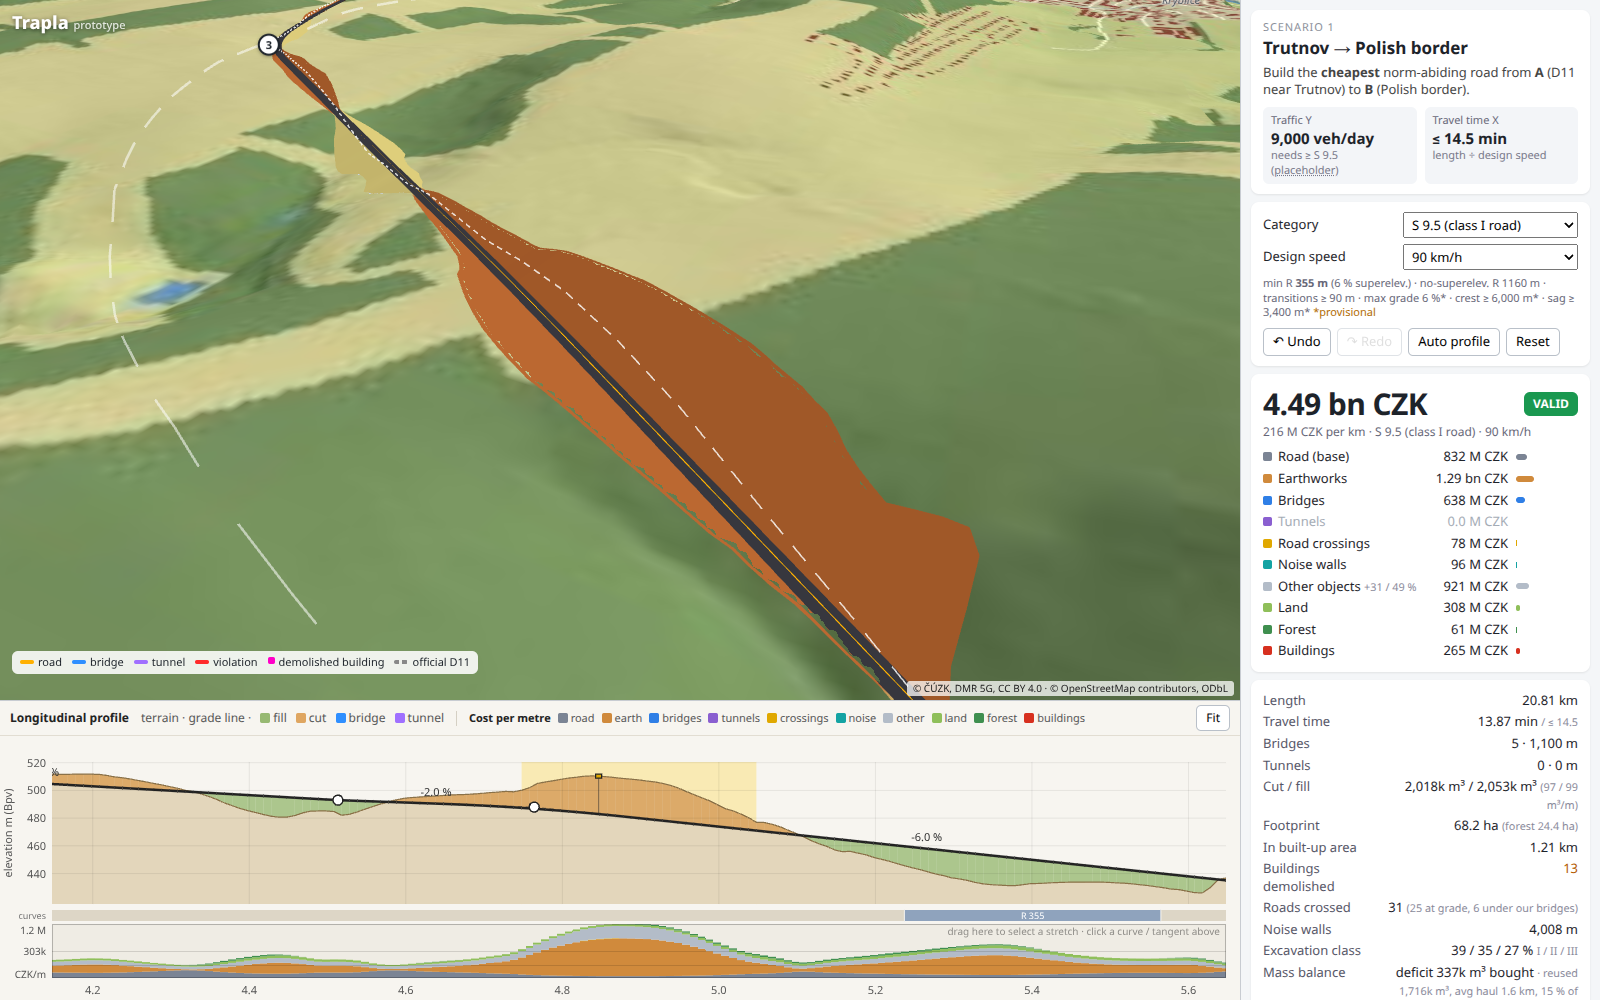 Trapla prototype
3
road bridge tunnel violation demolished building official D11
© ČÚZK, DMR 5G, CC BY 4.0 · © OpenStreetMap contributors, ODbL
SCENARIO 1
Trutnov → Polish border
Build the cheapest norm-abiding road from A (D11
near Trutnov) to B (Polish border).
Traffic Y
9,000 veh/day
needs ≥ S 9.5
(placeholder)
Travel time X
≤ 14.5 min
length ÷ design speed
Category S 9.5 (class I road)
Design speed 90 km/h
min R 355 m (6 % superelev.) · no-superelev. R 1160 m ·
transitions ≥ 90 m · max grade 6 %* · crest ≥ 6,000 m* · sag ≥
3,400 m* *provisional
↶ Undo ↷ Redo Auto profile Reset
4.49 bn CZK VALID
216 M CZK per km · S 9.5 (class I road) · 90 km/h
Road (base) 832 M CZK
Earthworks 1.29 bn CZK
Bridges 638 M CZK
Tunnels 0.0 M CZK
Road crossings 78 M CZK
Noise walls 96 M CZK
Other objects +31 / 49 % 921 M CZK
Land 308 M CZK
Forest 61 M CZK
Buildings 265 M CZK
Length 20.81 km
Travel time 13.87 min / ≤ 14.5
Bridges 5 · 1,100 m
Tunnels 0 · 0 m
Cut / fill 2,018k m³ / 2,053k m³ (97 / 99
m³/m)
Footprint 68.2 ha (forest 24.4 ha)
In built-up area 1.21 km
Buildings
demolished 13
Roads crossed 31 (25 at grade, 6 under our bridges)
Noise walls 4,008 m
Excavation class 39 / 35 / 27 % I / II / III
Mass balance deficit 337k m³ bought · reused
1,716k m³, avg haul 1.6 km, 15 % of
Longitudinal profile terrain · grade line · fill cut bridge tunnel Cost per metre road earth bridges tunnels crossings noise other land forest buildings Fit
elevation m (Bpv)
520
500
480
460
440
%
-2.0 %
-6.0 %
curves R 355
drag here to select a stretch · click a curve / tangent above
1.2 M
303k
CZK/m
4.2 4.4 4.6 4.8 5.0 5.2 5.4 5.6